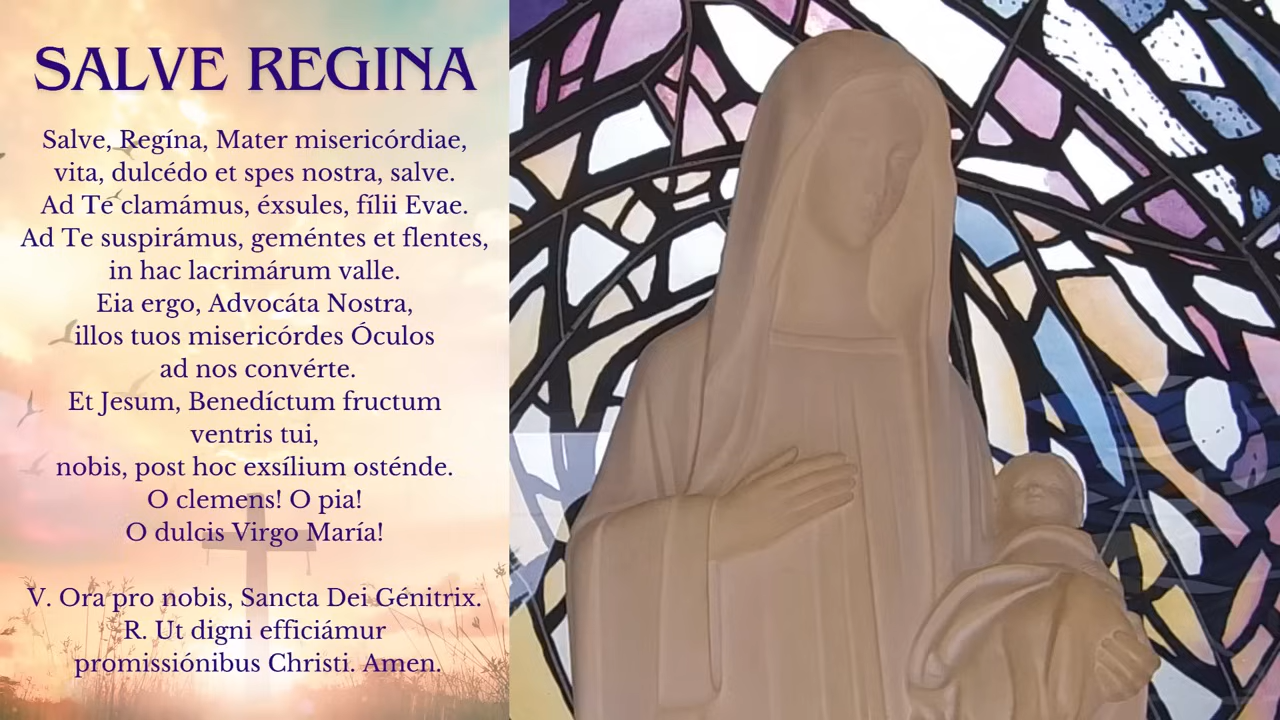 SALVE REGINA
Salve, Regína, Mater misericórdiae,
vita, dulcédo et spes nostra, salve.
Ad Te clamámus, éxsules, fílii Evae.
Ad Te suspirámus, geméntes et flentes,
in hac lacrimárum valle.
Eia ergo, Advocáta Nostra,
illos tuos misericórdes Óculos
ad nos convérte.
Et Jesum, Benedíctum fructum
ventris tui,
nobis, post hoc exsílium osténde.
O clemens! O pia!
O dulcis Virgo María!
V. Ora pro nobis, Sancta Dei Génitrix.
R. Ut digni efficiámur
promissiónibus Christi. Amen.